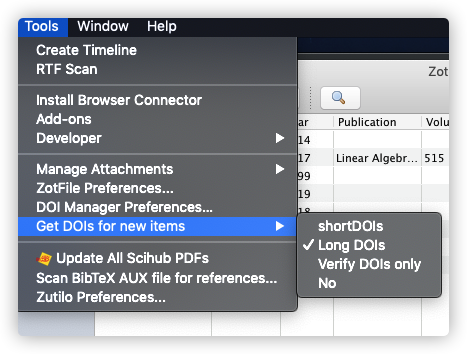 Tools Window Help
Create Timeline
RTF Scan
Install Browser Connector
Add-ons
Developer
Manage Attachments
ZotFile Preferences...
DOI Manager Preferences...
Get DOIs for new items
Update All Scihub PDFs
Scan BibTeX AUX file for references...
Zutilo Preferences...
shortDOIs
✓ Long DOIs
Verify DOIs only
No
Zot
ar Publication Volu
14
17 Linear Algebr... 515
99
19
18